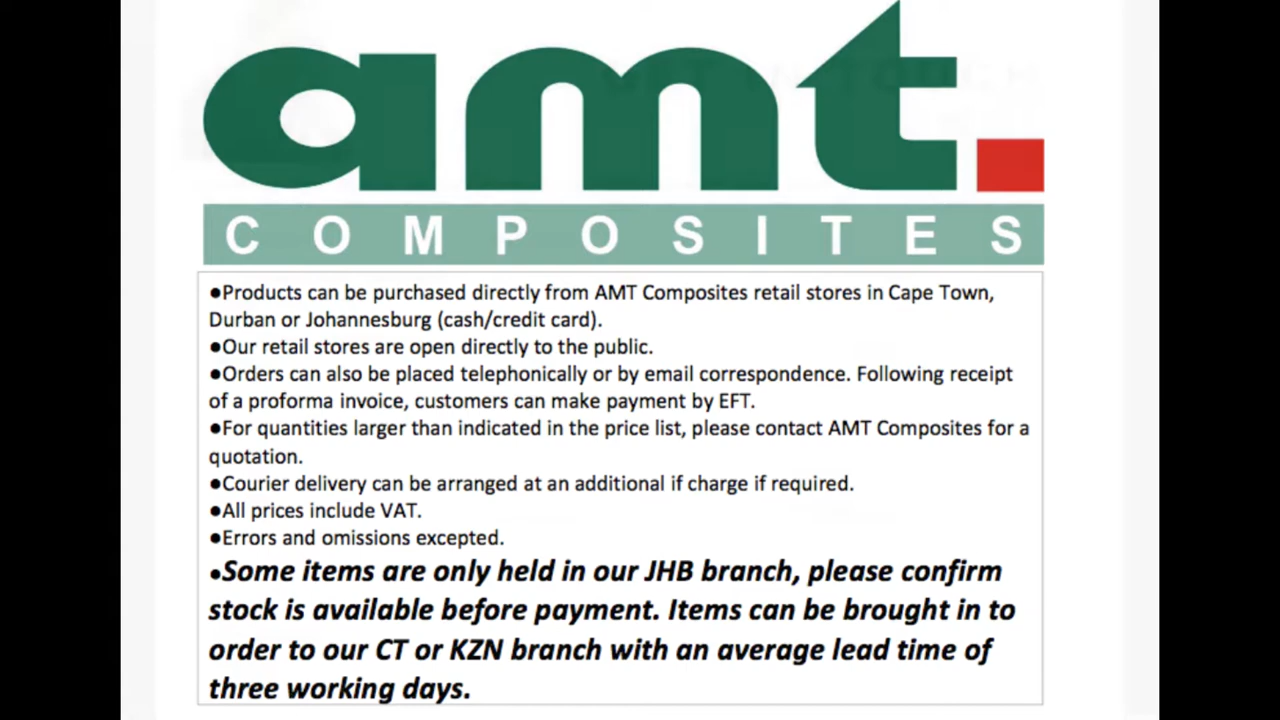 amt.
COMPOSITES
●Products can be purchased directly from AMT Composites retail stores in Cape Town,
Durban or Johannesburg (cash/credit card).
●Our retail stores are open directly to the public.
●Orders can also be placed telephonically or by email correspondence. Following receipt
of a proforma invoice, customers can make payment by EFT.
●For quantities larger than indicated in the price list, please contact AMT Composites for a
quotation.
●Courier delivery can be arranged at an additional if charge if required.
●All prices include VAT.
●Errors and omissions excepted.
●Some items are only held in our JHB branch, please confirm
stock is available before payment. Items can be brought in to
order to our CT or KZN branch with an average lead time of
three working days.